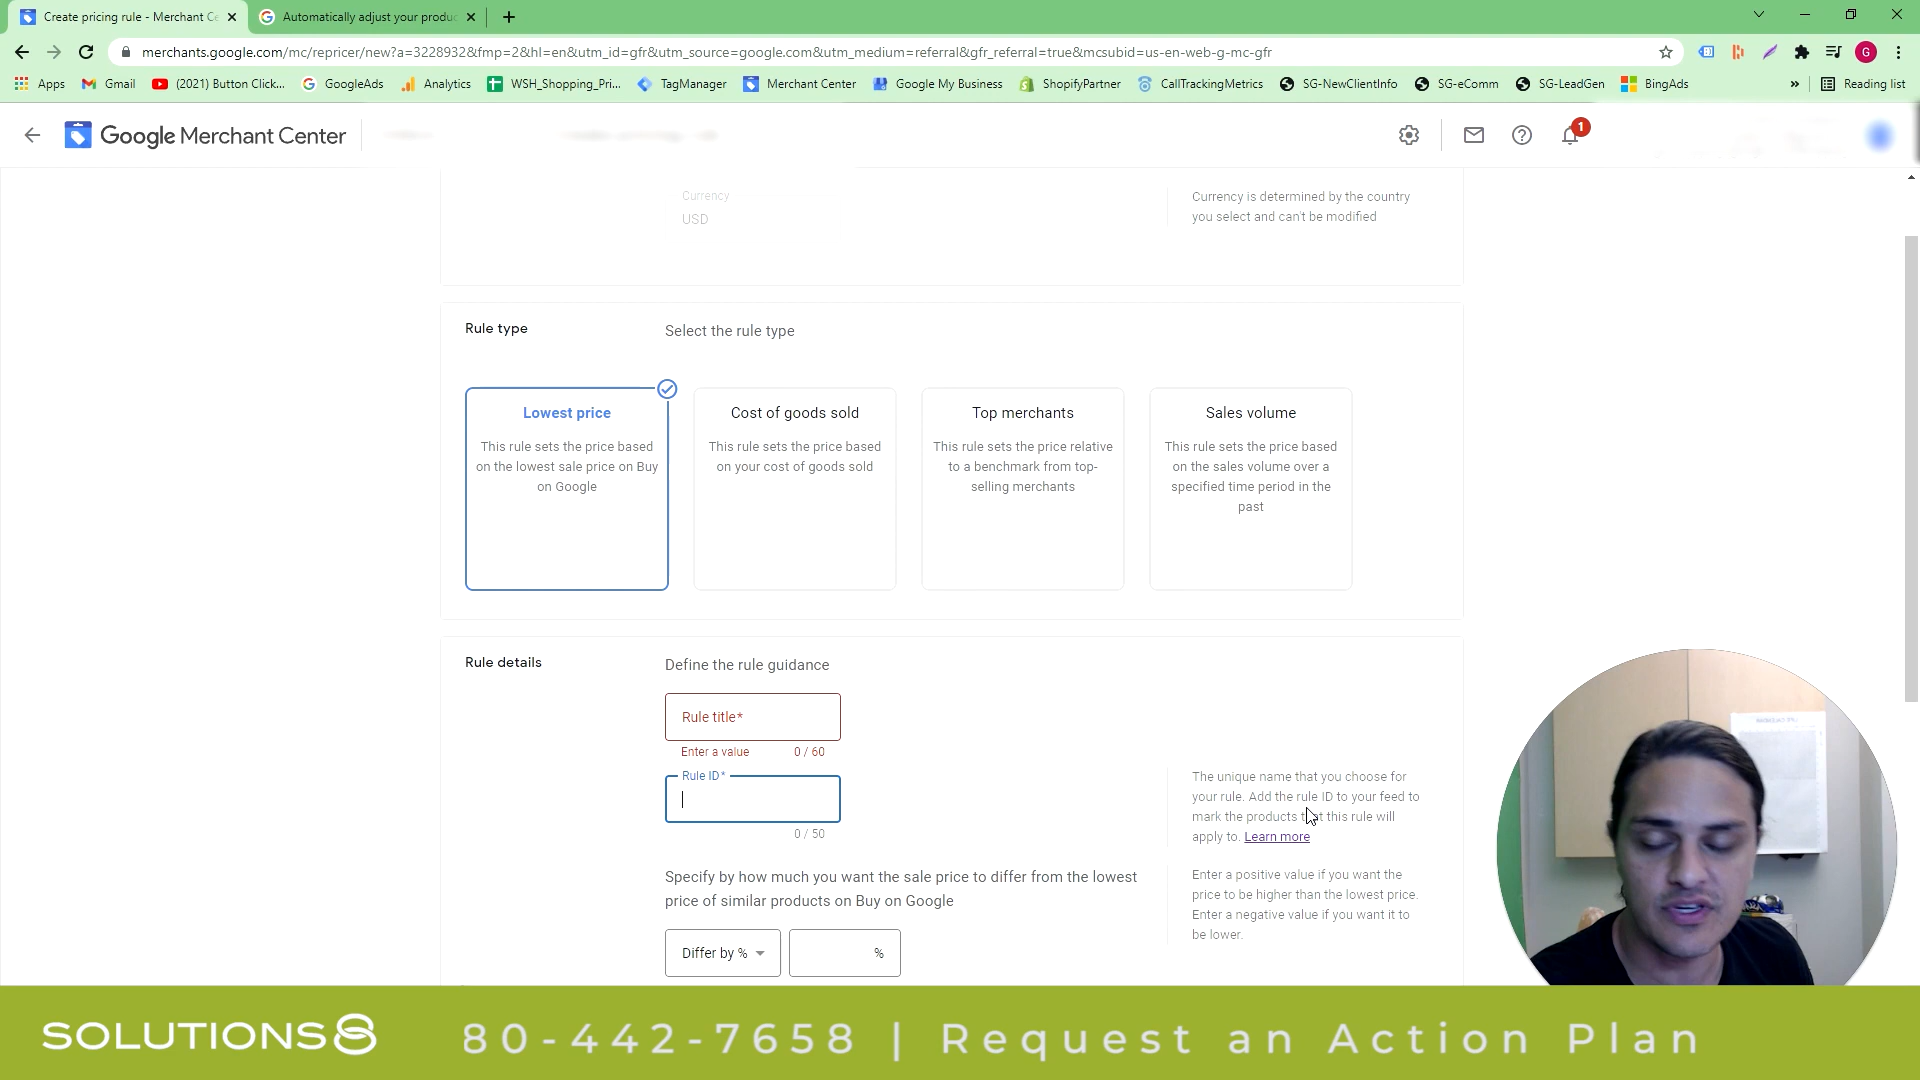 Create pricing rule - Merchant Ce
Automatically adjust your produc
merchants.google.com/mc/repricer/new?a=3228932&fmp=2&hl=en&utm_id=gfr&utm_source=google.com&utm_medium=referral&gfr_referral=true&mcsubid=us-en-web-g-mc-gfr
G
Apps
Gmail
(2021) Button Click...
GoogleAds
Analytics
WSH_Shopping_Pri...
TagManager
Merchant Center
Google My Business
ShopifyPartner
CallTrackingMetrics
SG-NewClientInfo
SG-eComm
SG-LeadGen
BingAds
»
Reading list
Google Merchant Center
1
Currency
USD
Currency is determined by the country
you select and can't be modified
Rule type
Select the rule type
Lowest price
This rule sets the price based
on the lowest sale price on Buy
on Google
Cost of goods sold
This rule sets the price based
on your cost of goods sold
Top merchants
This rule sets the price relative
to a benchmark from top-
selling merchants
Sales volume
This rule sets the price based
on the sales volume over a
specified time period in the
past
Rule details
Define the rule guidance
Rule title*
Enter a value
0 / 60
Rule ID*
0 / 50
The unique name that you choose for
your rule. Add the rule ID to your feed to
mark the products that this rule will
apply to. Learn more
Specify by how much you want the sale price to differ from the lowest
price of similar products on Buy on Google
Enter a positive value if you want the
price to be higher than the lowest price.
Enter a negative value if you want it to
be lower.
Differ by %
%
SOLUTIONS8
80-442-7658 | Request an Action Plan